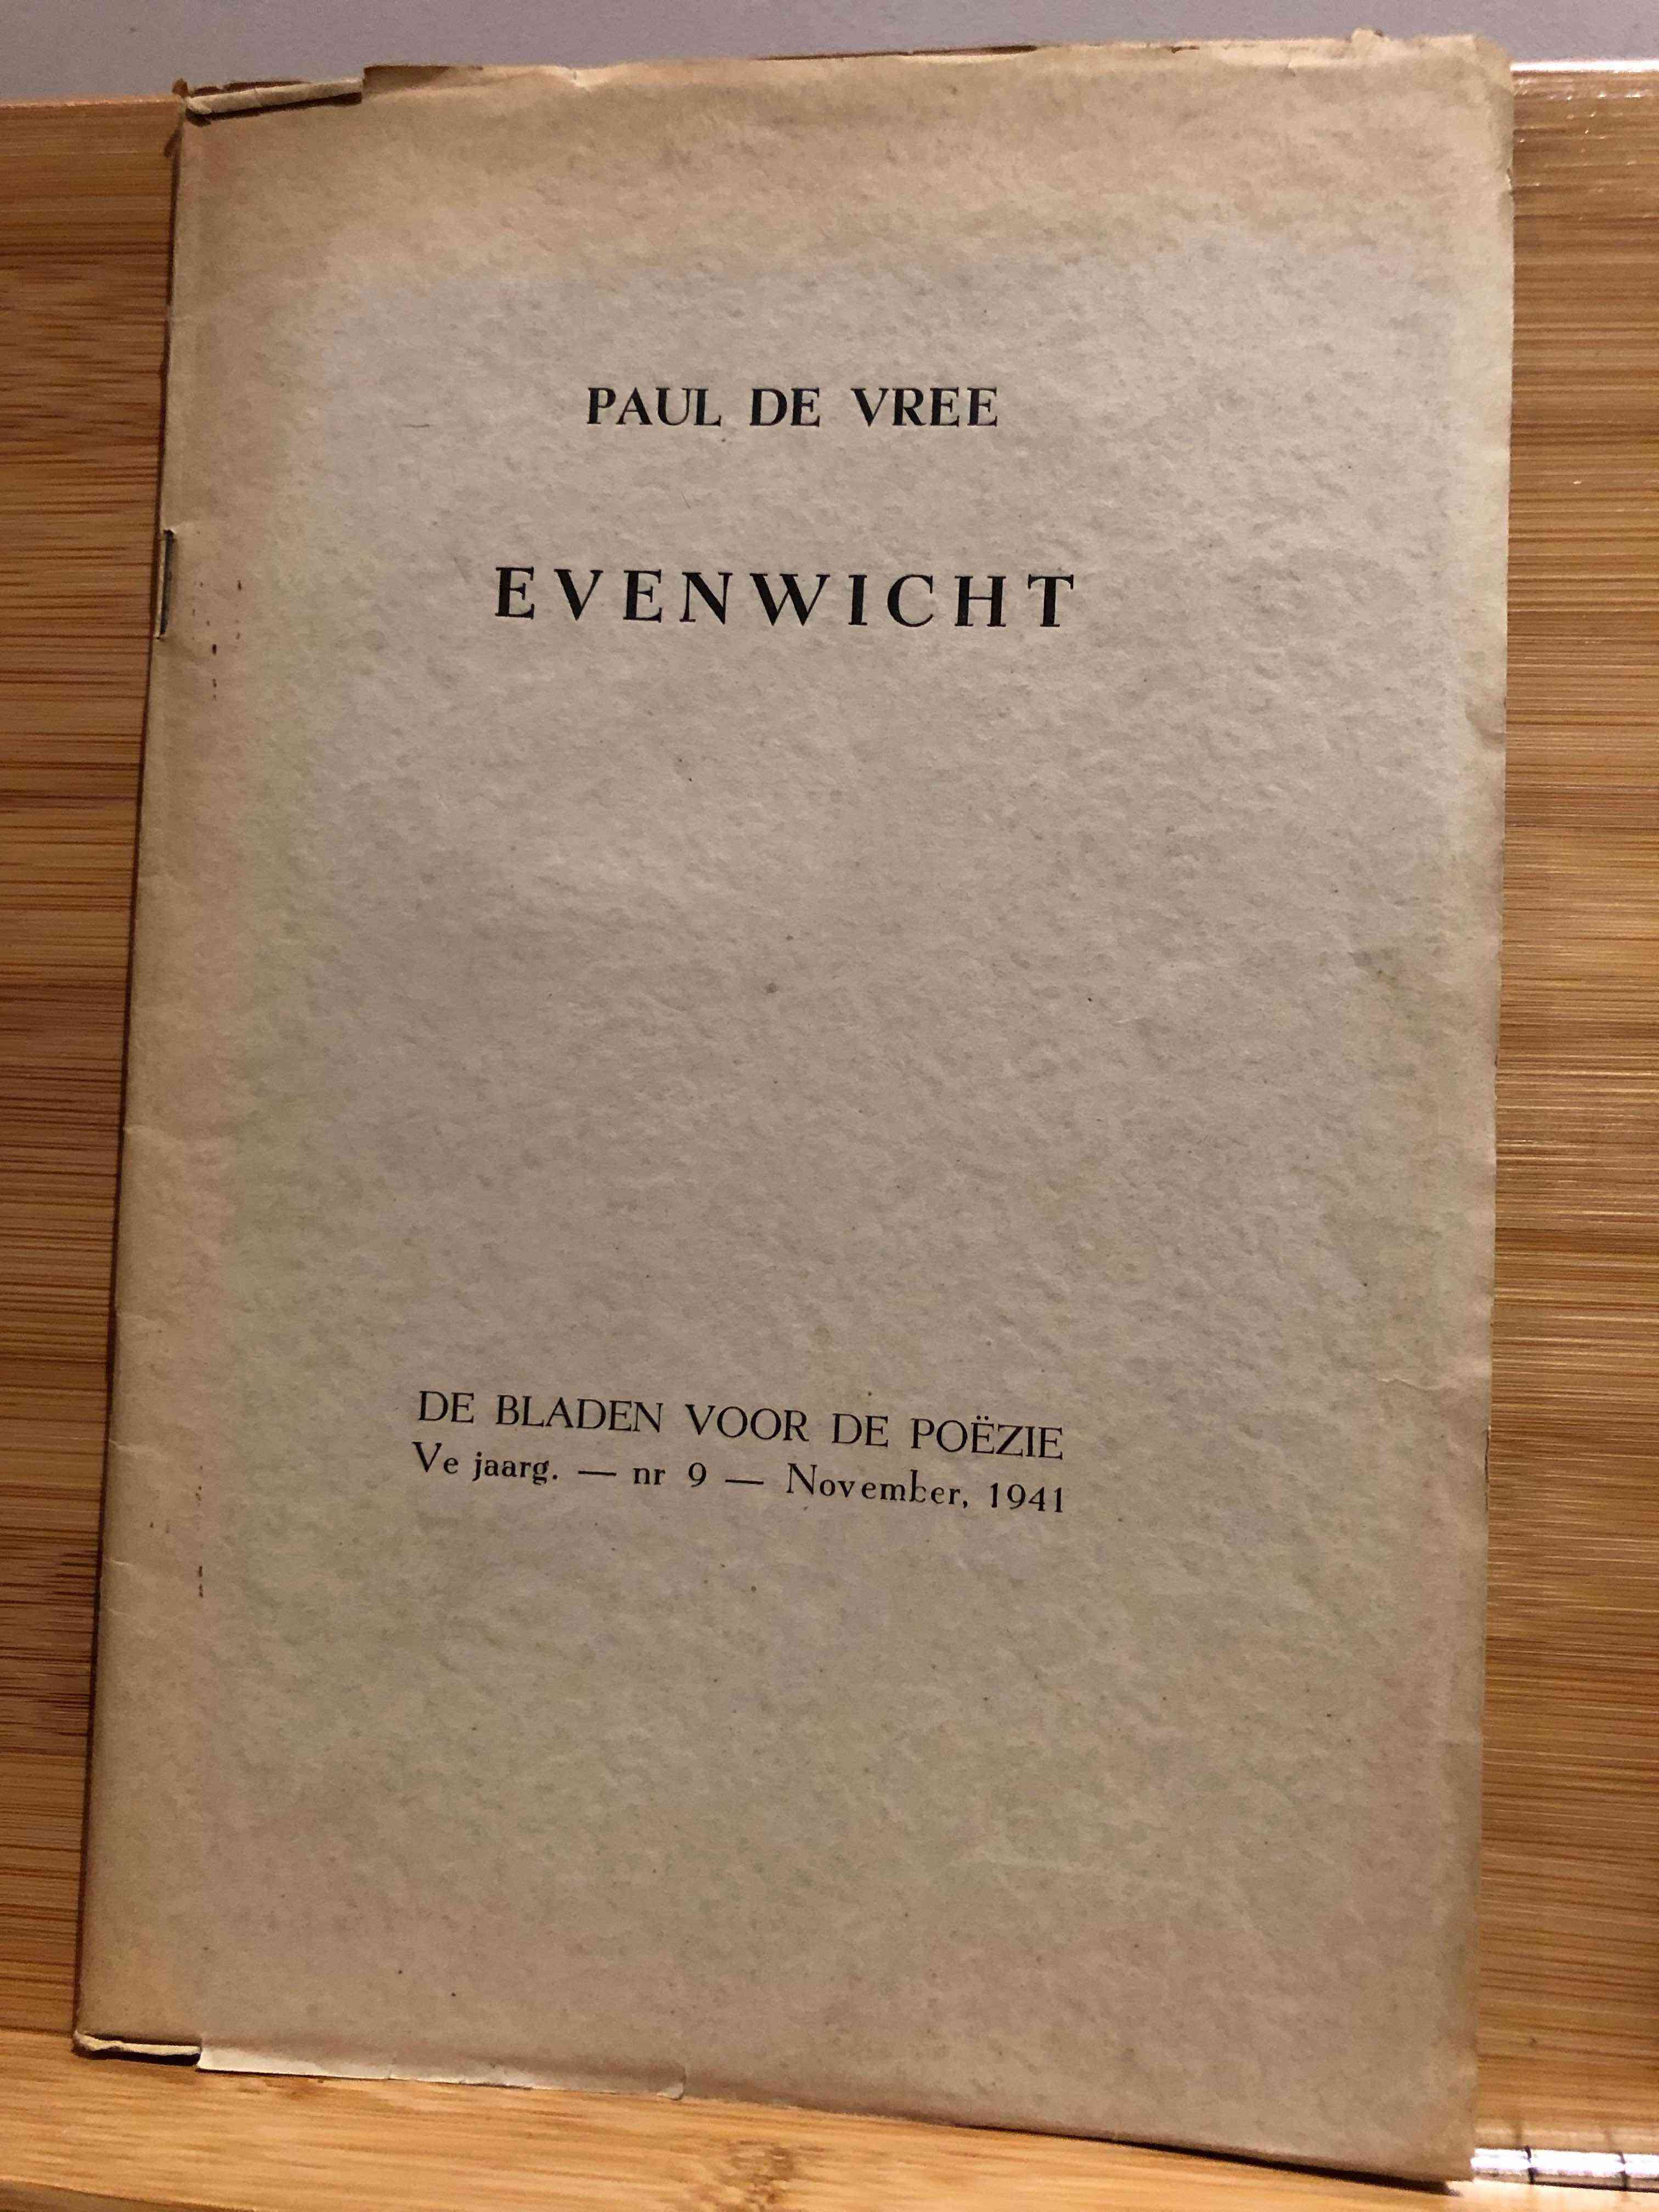 PAUL DE VREE
EVENWICHT
DE BLADEN VOOR DE POËZIE
Ve jaarg. — nr 9 — November, 1941